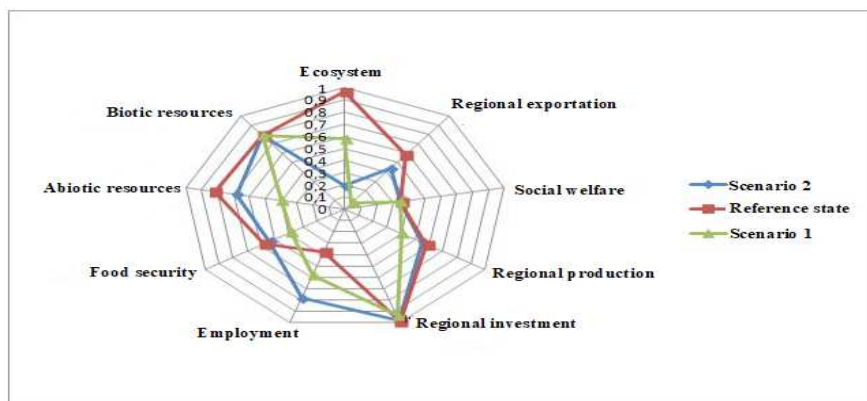 Ecosystem
Biotic resources
Regional exportation
Abiotic resources
Social welfare
Food security
Regional production
Employment
Regional investment
1
0,9
0,8
0,7
0,6
0,5
0,4
0,3
0,2
0,1
0
Scenario 2
Reference state
Scenario 1